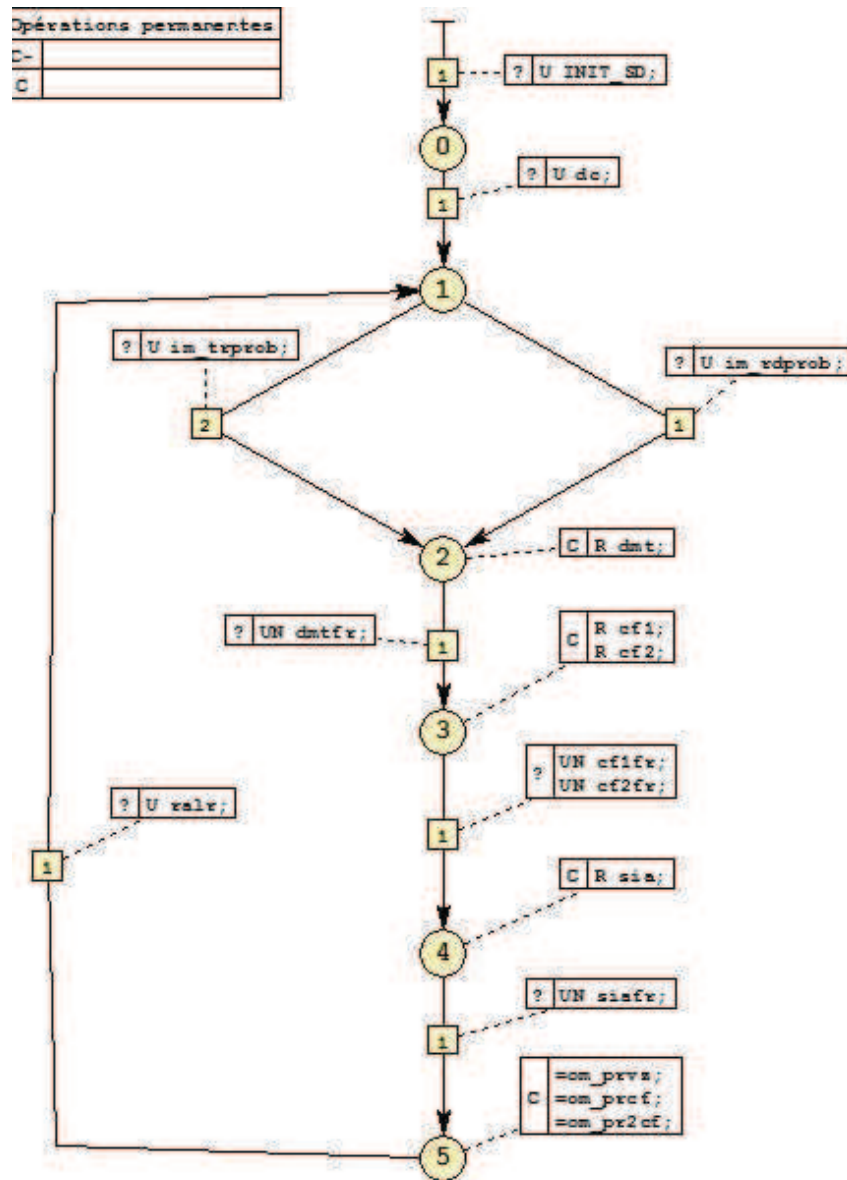 Opérations permanentes
C-
C
1
? U INIT_SD;
0
? U dc;
1
1
? U im_trprob;
? U im_rdprob;
2
1
2
C R dmt;
? UN dmtfr;
1
C R cf1;
R cf2;
3
? UN cf1fr;
UN cf2fr;
? U ralr;
1
1
C R sia;
4
? UN siafr;
1
C =om_prvs;
=om_prcf;
=om_pr2cf;
5